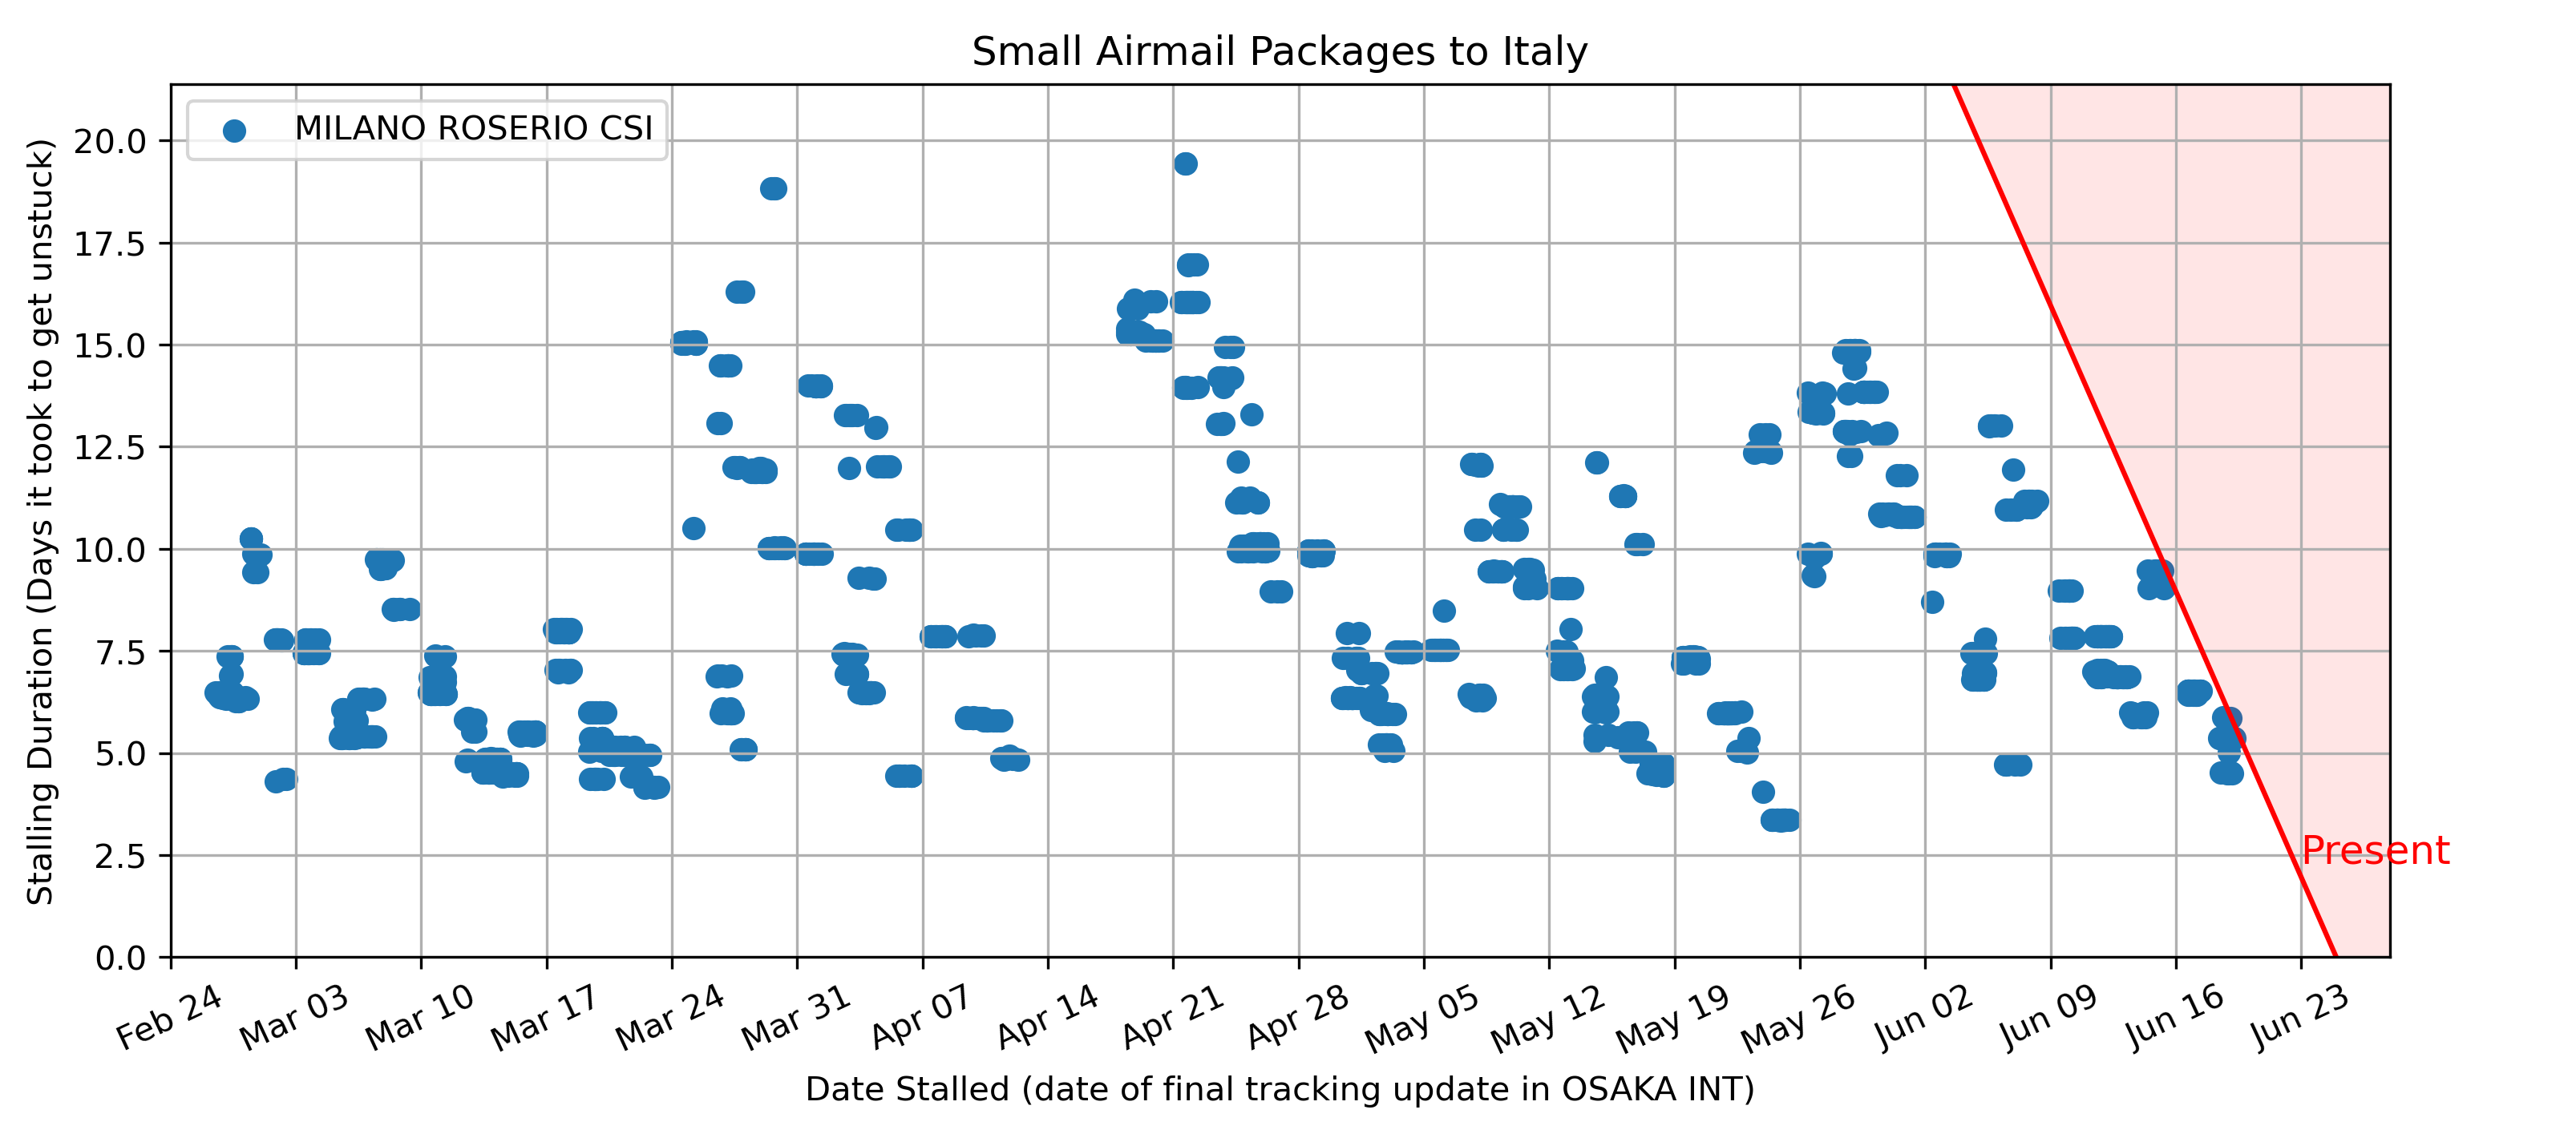 Small Airmail Packages to Italy
MILANO ROSERIO CSI
Stalling Duration (Days it took to get unstuck)
20.0
17.5
15.0
12.5
10.0
7.5
5.0
2.5
0.0
Present
Feb 24
Mar 03
Mar 10
Mar 17
Mar 24
Mar 31
Apr 07
Apr 14
Apr 21
Apr 28
May 05
May 12
May 19
May 26
Jun 02
Jun 09
Jun 16
Jun 23
Date Stalled (date of final tracking update in OSAKA INT)